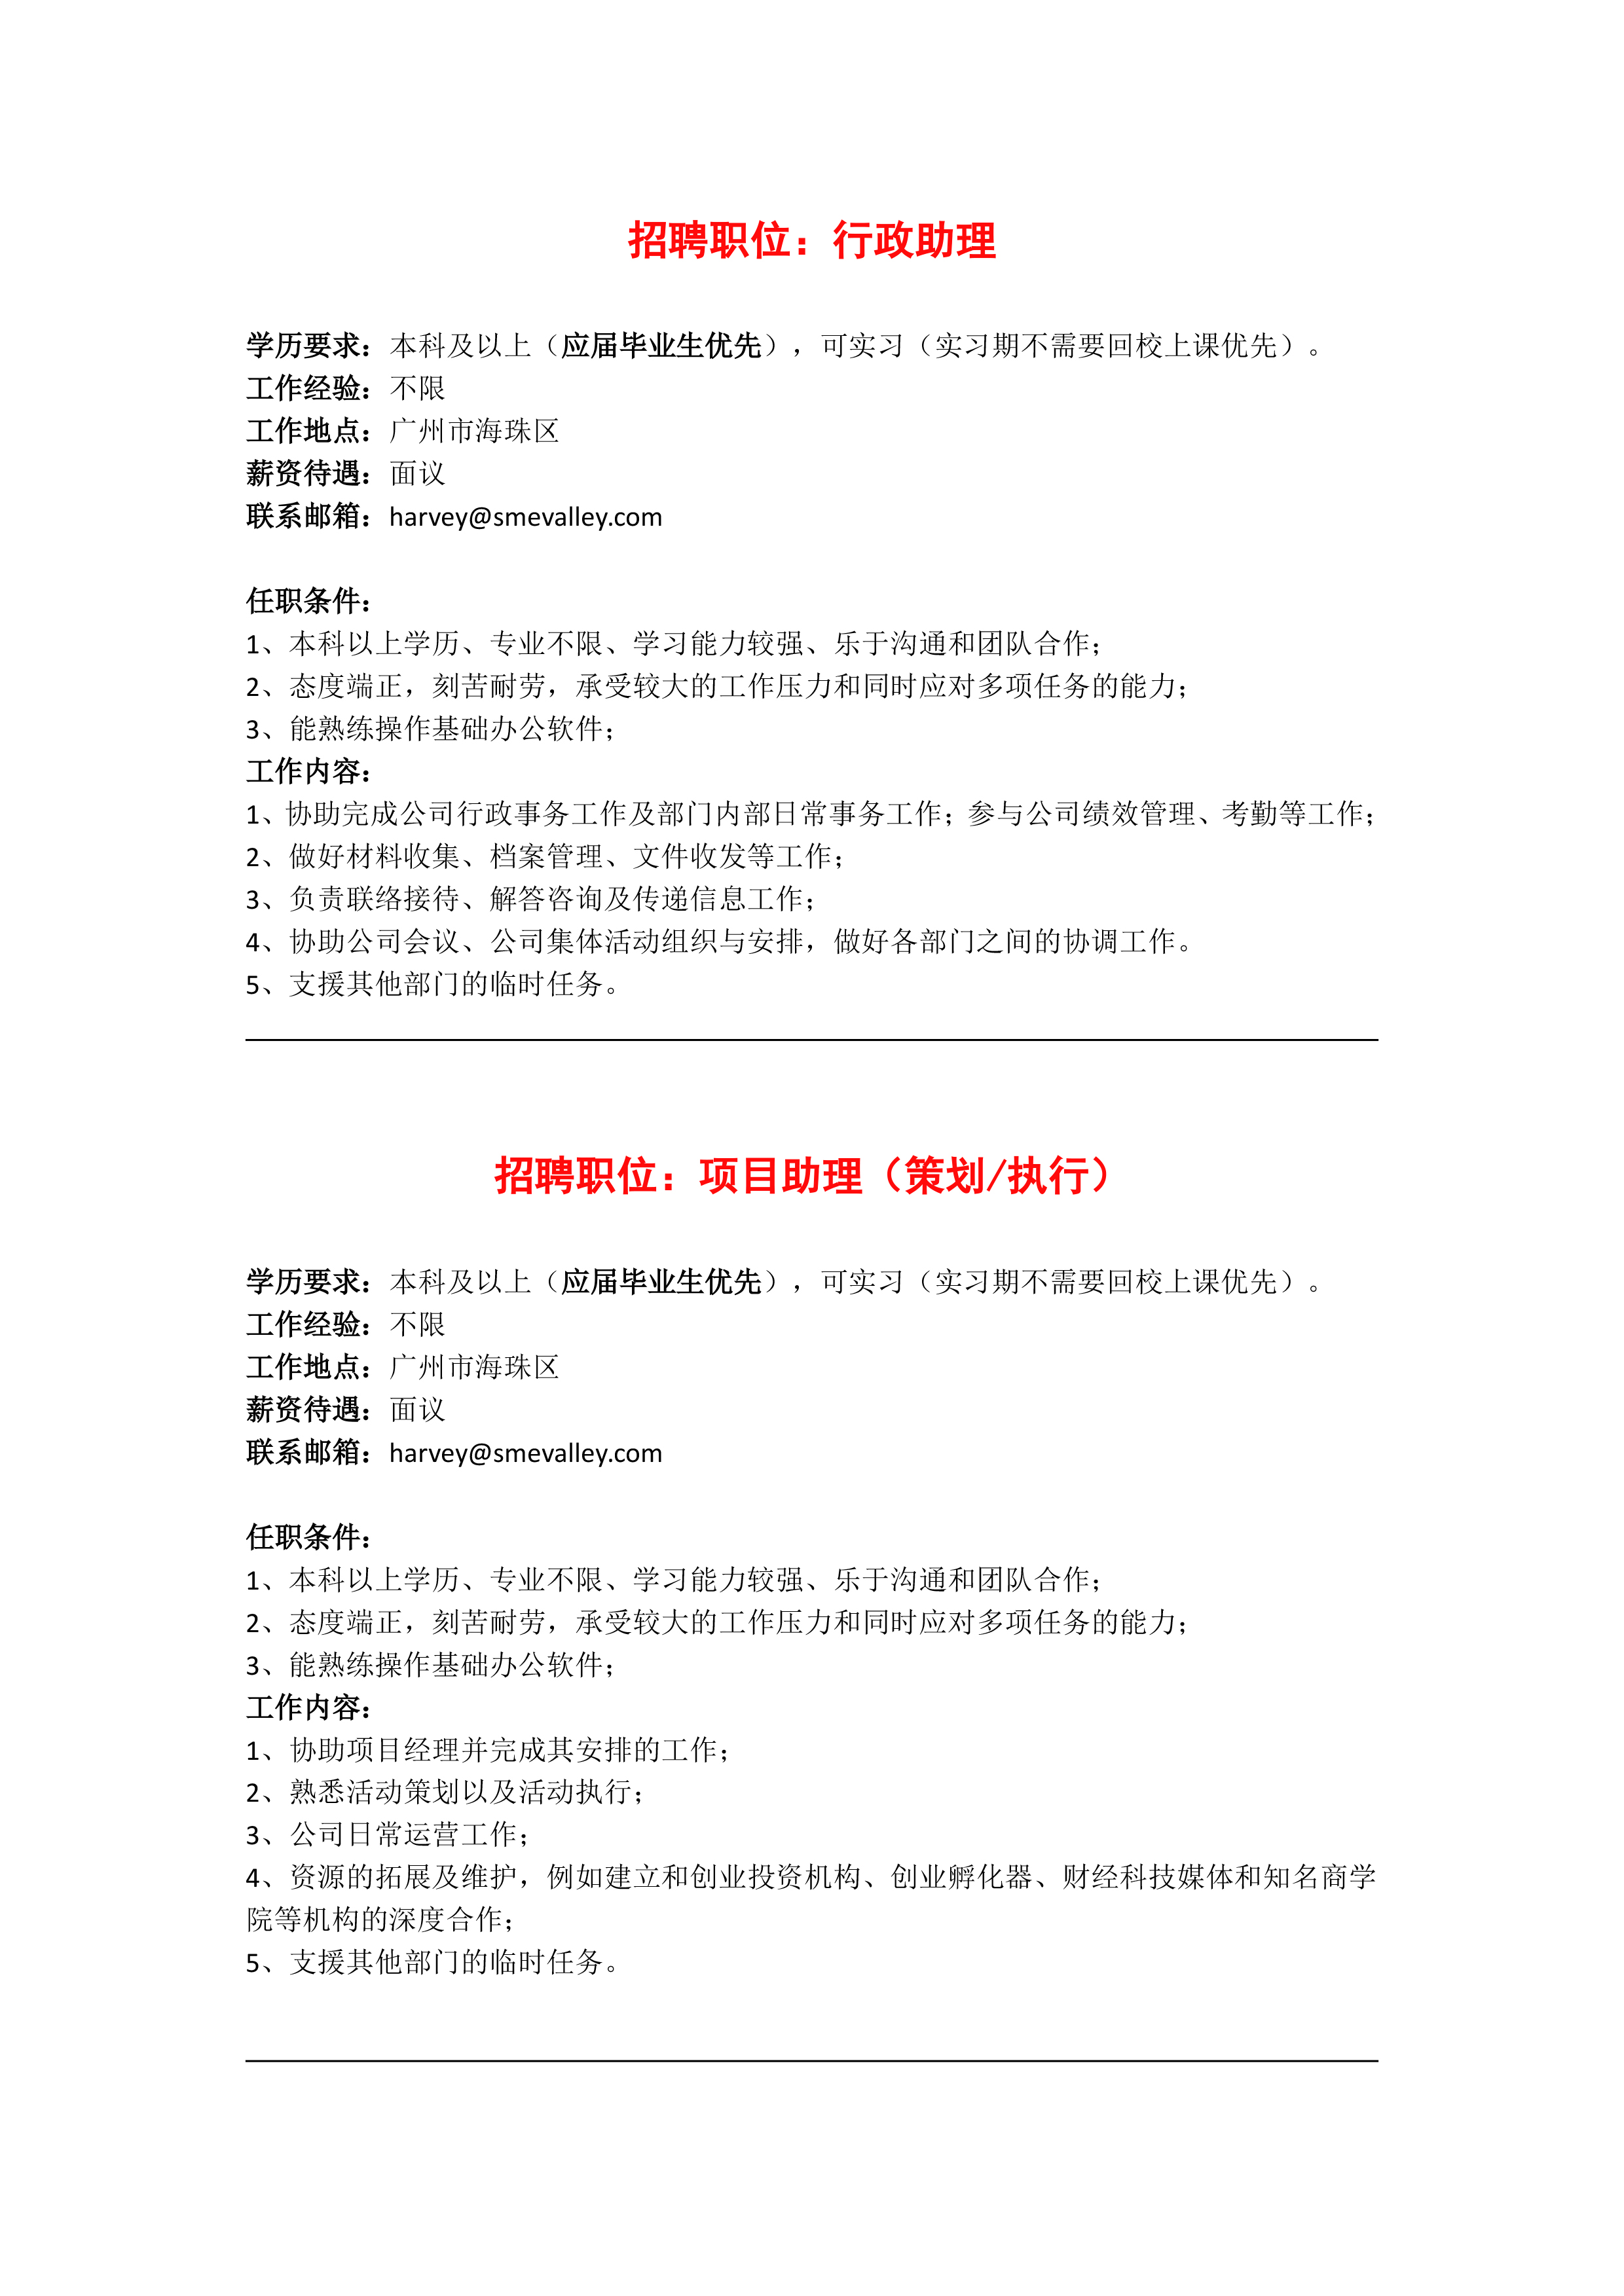 招聘职位：行政助理
学历要求：本科及以上（应届毕业生优先），可实习（实习期不需要回校上课优先）。
工作经验：不限
工作地点：广州市海珠区
薪资待遇：面议
联系邮箱：harvey@smevalley.com
任职条件：
1、本科以上学历、专业不限、学习能力较强、乐于沟通和团队合作；
2、态度端正，刻苦耐劳，承受较大的工作压力和同时应对多项任务的能力；
3、能熟练操作基础办公软件；
工作内容：
1、协助完成公司行政事务工作及部门内部日常事务工作；参与公司绩效管理、考勤等工作；
2、做好材料收集、档案管理、文件收发等工作；
3、负责联络接待、解答咨询及传递信息工作；
4、协助公司会议、公司集体活动组织与安排，做好各部门之间的协调工作。
5、支援其他部门的临时任务。
招聘职位：项目助理（策划/执行）
学历要求：本科及以上（应届毕业生优先），可实习（实习期不需要回校上课优先）。
工作经验：不限
工作地点：广州市海珠区
薪资待遇：面议
联系邮箱：harvey@smevalley.com
任职条件：
1、本科以上学历、专业不限、学习能力较强、乐于沟通和团队合作；
2、态度端正，刻苦耐劳，承受较大的工作压力和同时应对多项任务的能力；
3、能熟练操作基础办公软件；
工作内容：
1、协助项目经理并完成其安排的工作；
2、熟悉活动策划以及活动执行；
3、公司日常运营工作；
4、资源的拓展及维护，例如建立和创业投资机构、创业孵化器、财经科技媒体和知名商学
院等机构的深度合作；
5、支援其他部门的临时任务。